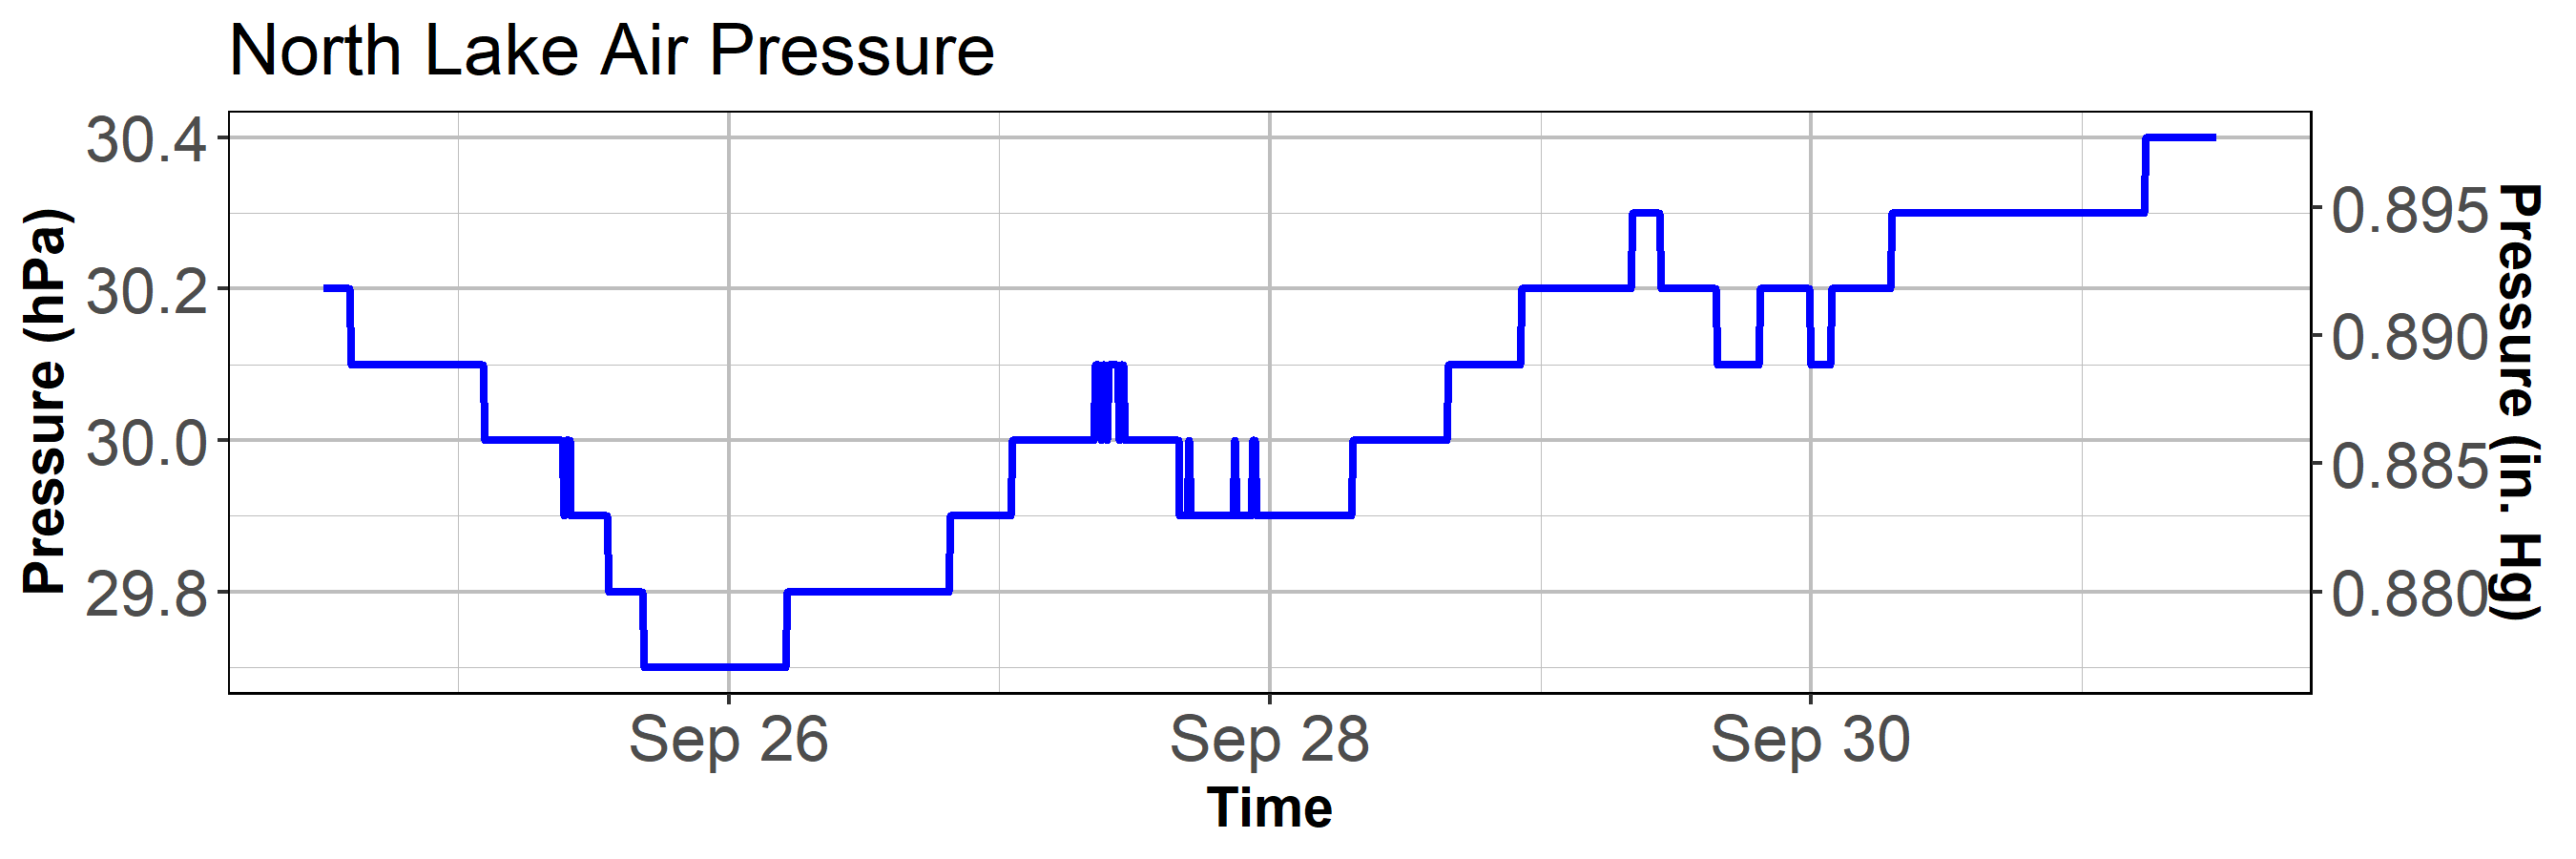 North Lake Air Pressure
Pressure (hPa)
30.4
30.2
30.0
29.8
0.895
0.890
0.885
0.880
Pressure (in. Hg)
Sep 26
Sep 28
Sep 30
Time